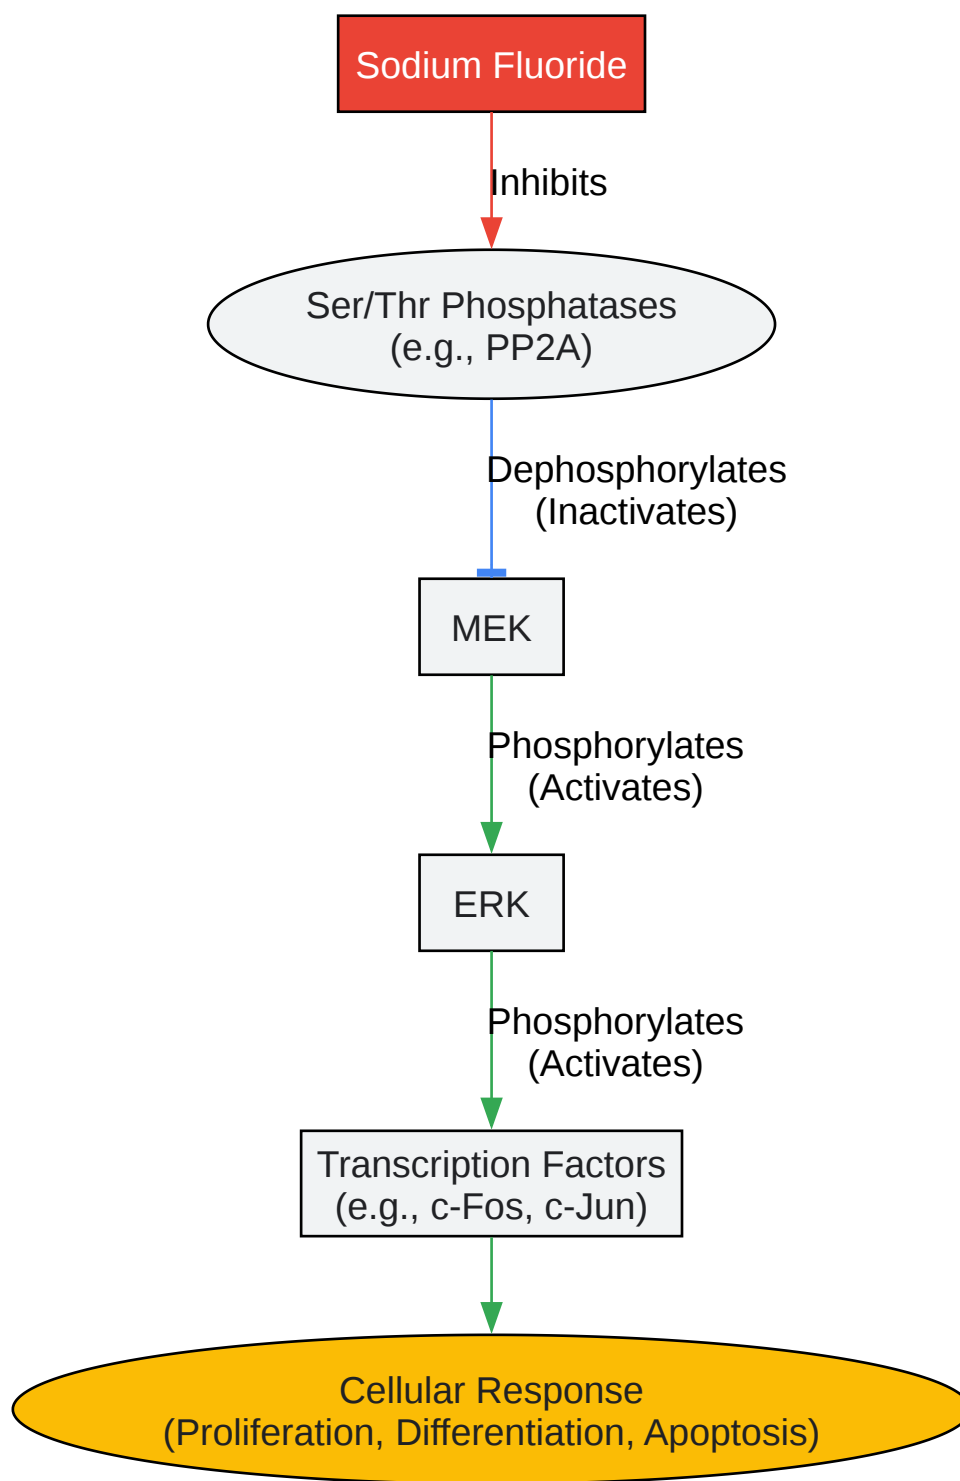 Sodium Fluoride
Inhibits
Ser/Thr Phosphatases
(e.g., PP2A)
Dephosphorylates
(Inactivates)
MEK
Phosphorylates
(Activates)
ERK
Phosphorylates
(Activates)
Transcription Factors
(e.g., c-Fos, c-Jun)
Cellular Response
(Proliferation, Differentiation, Apoptosis)